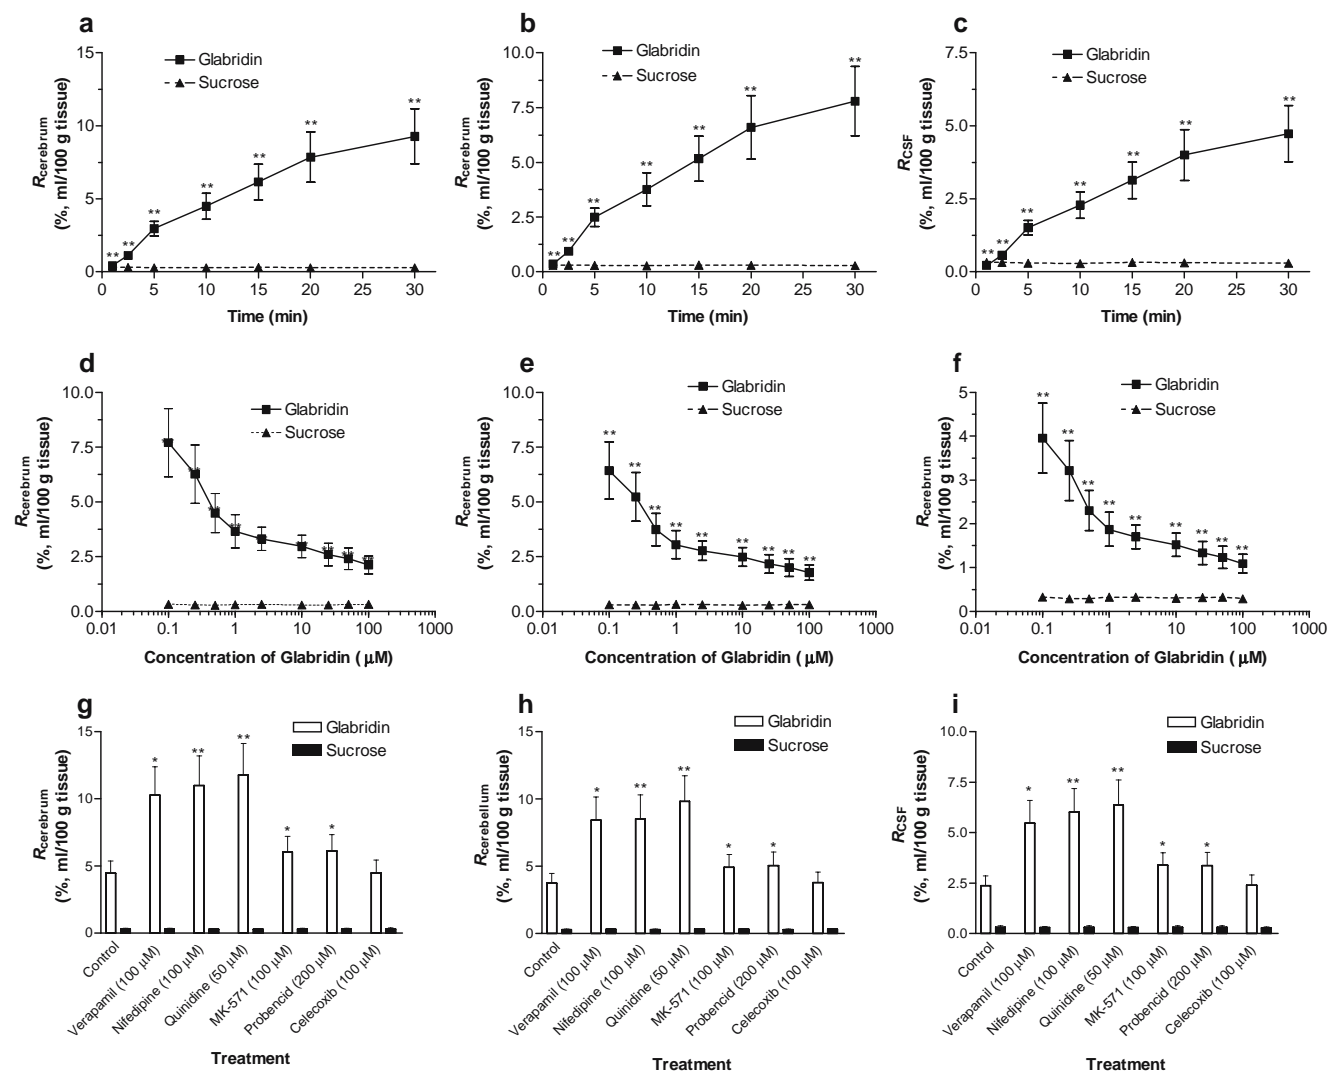 a
Glabridin
Sucrose
Rcerebrum
(%, ml/100 g tissue)
15
10
5
0
** ** ** ** ** ** **
0 5 10 15 20 25 30
Time (min)
b
Glabridin
Sucrose
Rcerebrum
(%, ml/100 g tissue)
10.0
7.5
5.0
2.5
0.0
** ** ** ** ** ** **
0 5 10 15 20 25 30
Time (min)
c
Glabridin
Sucrose
RCSF
(%, ml/100 g tissue)
7.5
5.0
2.5
0.0
** ** ** ** ** ** **
0 5 10 15 20 25 30
Time (min)
d
Glabridin
Sucrose
Rcerebrum
(%, ml/100 g tissue)
10.0
7.5
5.0
2.5
0.0
0.01 0.1 1 10 100 1000
Concentration of Glabridin ( μM)
e
Glabridin
Sucrose
Rcerebrum
(%, ml/100 g tissue)
10.0
7.5
5.0
2.5
0.0
** ** ** ** ** ** ** ** **
0.01 0.1 1 10 100 1000
Concentration of Glabridin ( μM)
f
Glabridin
Sucrose
Rcerebrum
(%, ml/100 g tissue)
5
4
3
2
1
0
** ** ** ** ** ** ** ** **
0.01 0.1 1 10 100 1000
Concentration of Glabridin ( μM)
g
Glabridin
Sucrose
Rcerebrum
(%, ml/100 g tissue)
15
10
5
0
* ** ** * *
Control
Verapamil (100 μM)
Nifedipine (100 μM)
Quinidine (50 μM)
MK-571 (100 μM)
Probencid (200 μM)
Celecoxib (100 μM)
Treatment
h
Glabridin
Sucrose
Rcerebellum
(%, ml/100 g tissue)
15
10
5
0
* ** ** * *
Control
Verapamil (100 μM)
Nifedipine (100 μM)
Quinidine (50 μM)
MK-571 (100 μM)
Probencid (200 μM)
Celecoxib (100 μM)
Treatment
i
Glabridin
Sucrose
RCSF
(%, ml/100 g tissue)
10.0
7.5
5.0
2.5
0.0
* ** ** * *
Control
Verapamil (100 μM)
Nifedipine (100 μM)
Quinidine (50 μM)
MK-571 (100 μM)
Probencid (200 μM)
Celecoxib (100 μM)
Treatment